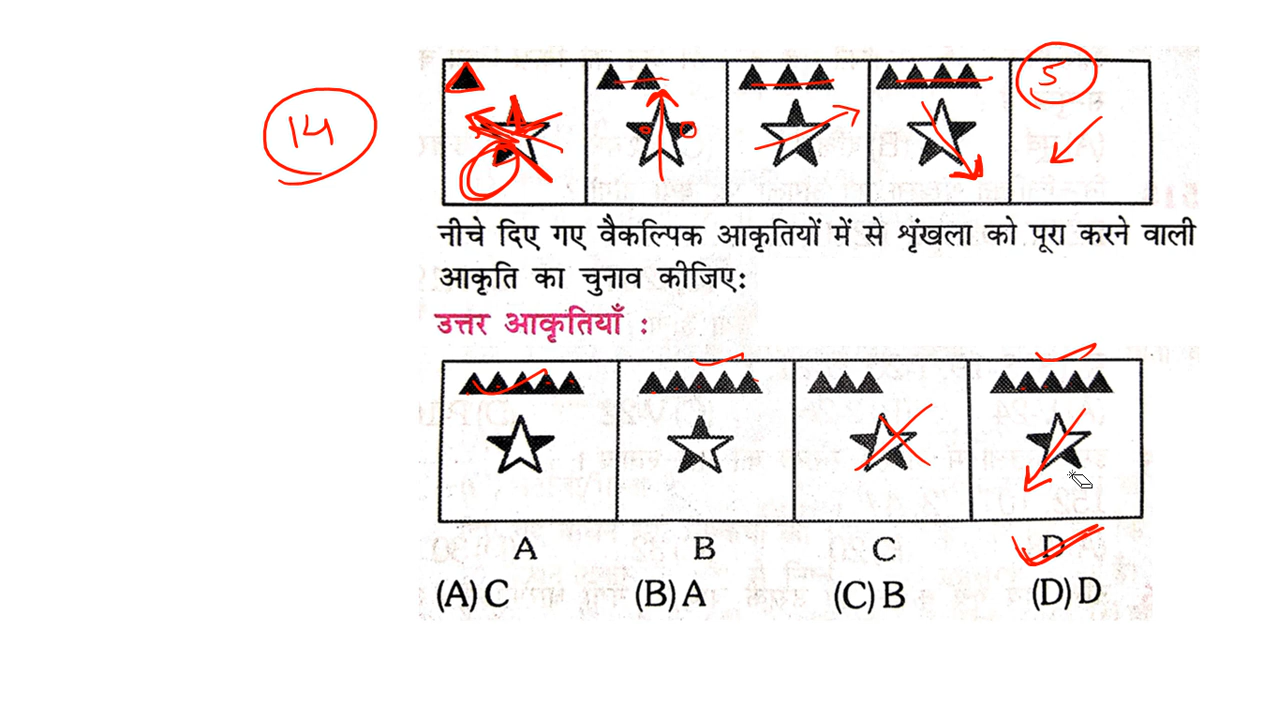 14
5
नीचे दिए गए वैकल्पिक आकृतियों में से शृंखला को पूरा करने वाली
आकृति का चुनाव कीजिए:
उत्तर आकृतियाँ :
A B C D
(A) C (B) A (C) B (D) D